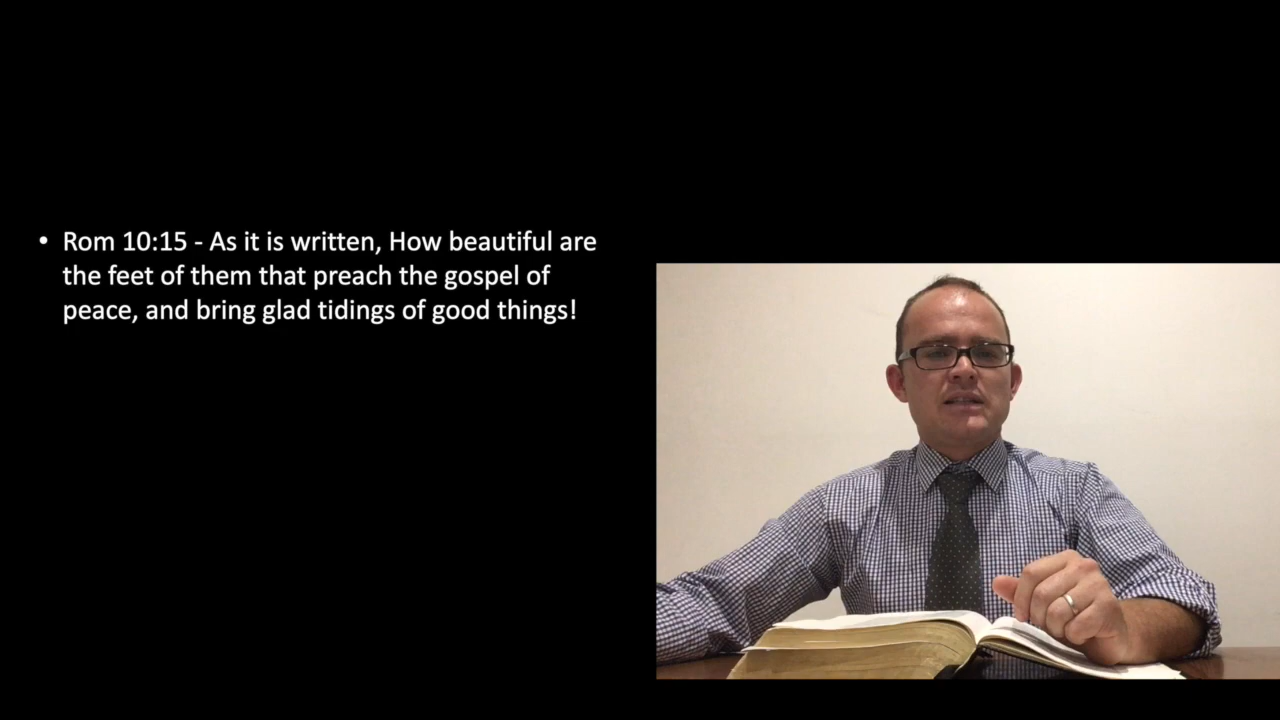 • Rom 10:15 - As it is written, How beautiful are
the feet of them that preach the gospel of
peace, and bring glad tidings of good things!